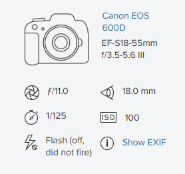 Canon EOS
600D
EF-S18-55mm
f/3.5-5.6 III
f/11.0
18.0 mm
1/125
ISO
100
Flash (off,
did not fire)
i
Show EXIF